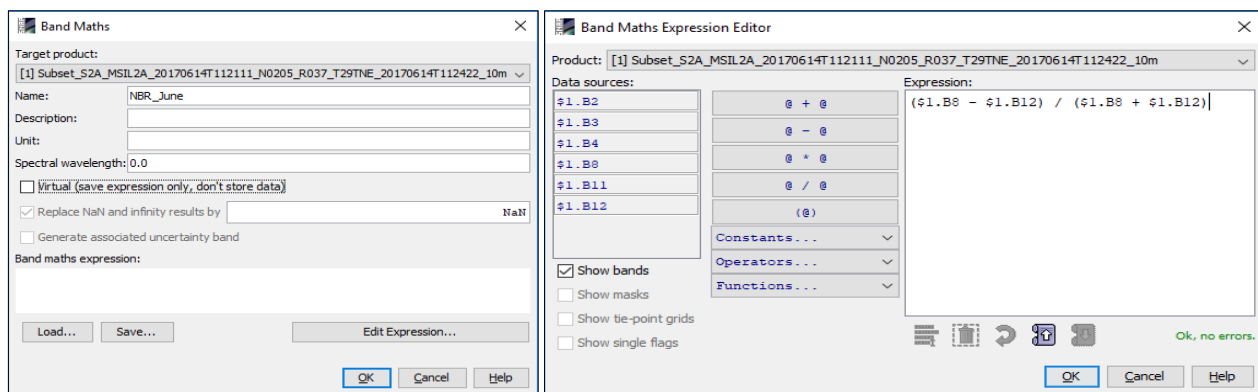 Band Maths
Target product:
[1] Subset_S2A_MSIL2A_20170614T112111_N0205_R037_T29TNE_20170614T112422_10m
Name: NBR_June
Description:
Unit:
Spectral wavelength: 0.0
Virtual (save expression only, don't store data)
Replace NaN and infinity results by NaN
Generate associated uncertainty band
Band maths expression:
Load... Save... Edit Expression...
OK Cancel Help
Band Maths Expression Editor
Product: [1] Subset_S2A_MSIL2A_20170614T112111_N0205_R037_T29TNE_20170614T112422_10m
Data sources:
$1.B2
$1.B3
$1.B4
$1.B8
$1.B11
$1.B12
Show bands
Show masks
Show tie-point grids
Show single flags
@ + @
@ - @
@ * @
@ / @
(@)
Constants...
Operators...
Functions...
Expression:
($1.B8 - $1.B12) / ($1.B8 + $1.B12)
Ok, no errors.
OK Cancel Help